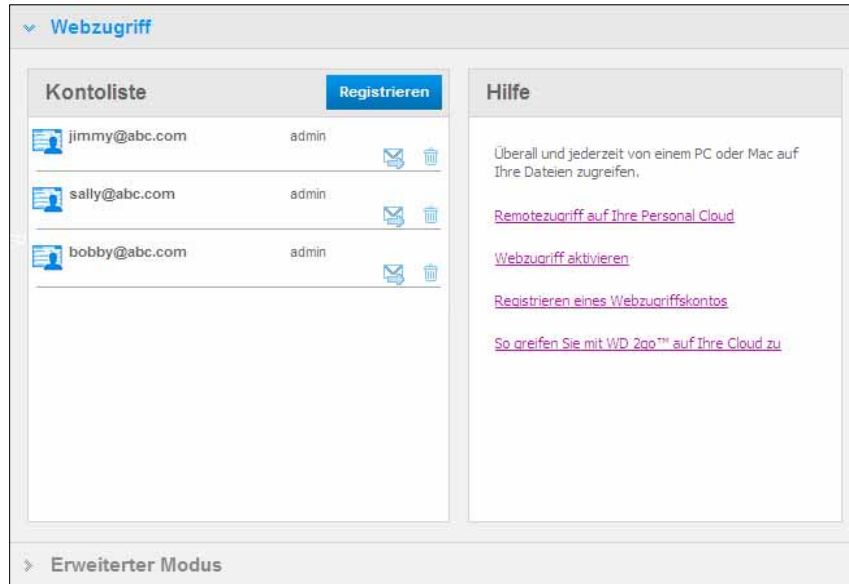 Webzugriff
Kontoliste
Registrieren
jimmy@abc.com admin
sally@abc.com admin
bobby@abc.com admin
Hilfe
Überall und jederzeit von einem PC oder Mac auf
Ihre Dateien zugreifen.
Remotezugriff auf Ihre Personal Cloud
Webzugriff aktivieren
Registrieren eines Webzugriffskontos
So greifen Sie mit WD 2go™ auf Ihre Cloud zu
Erweiterter Modus